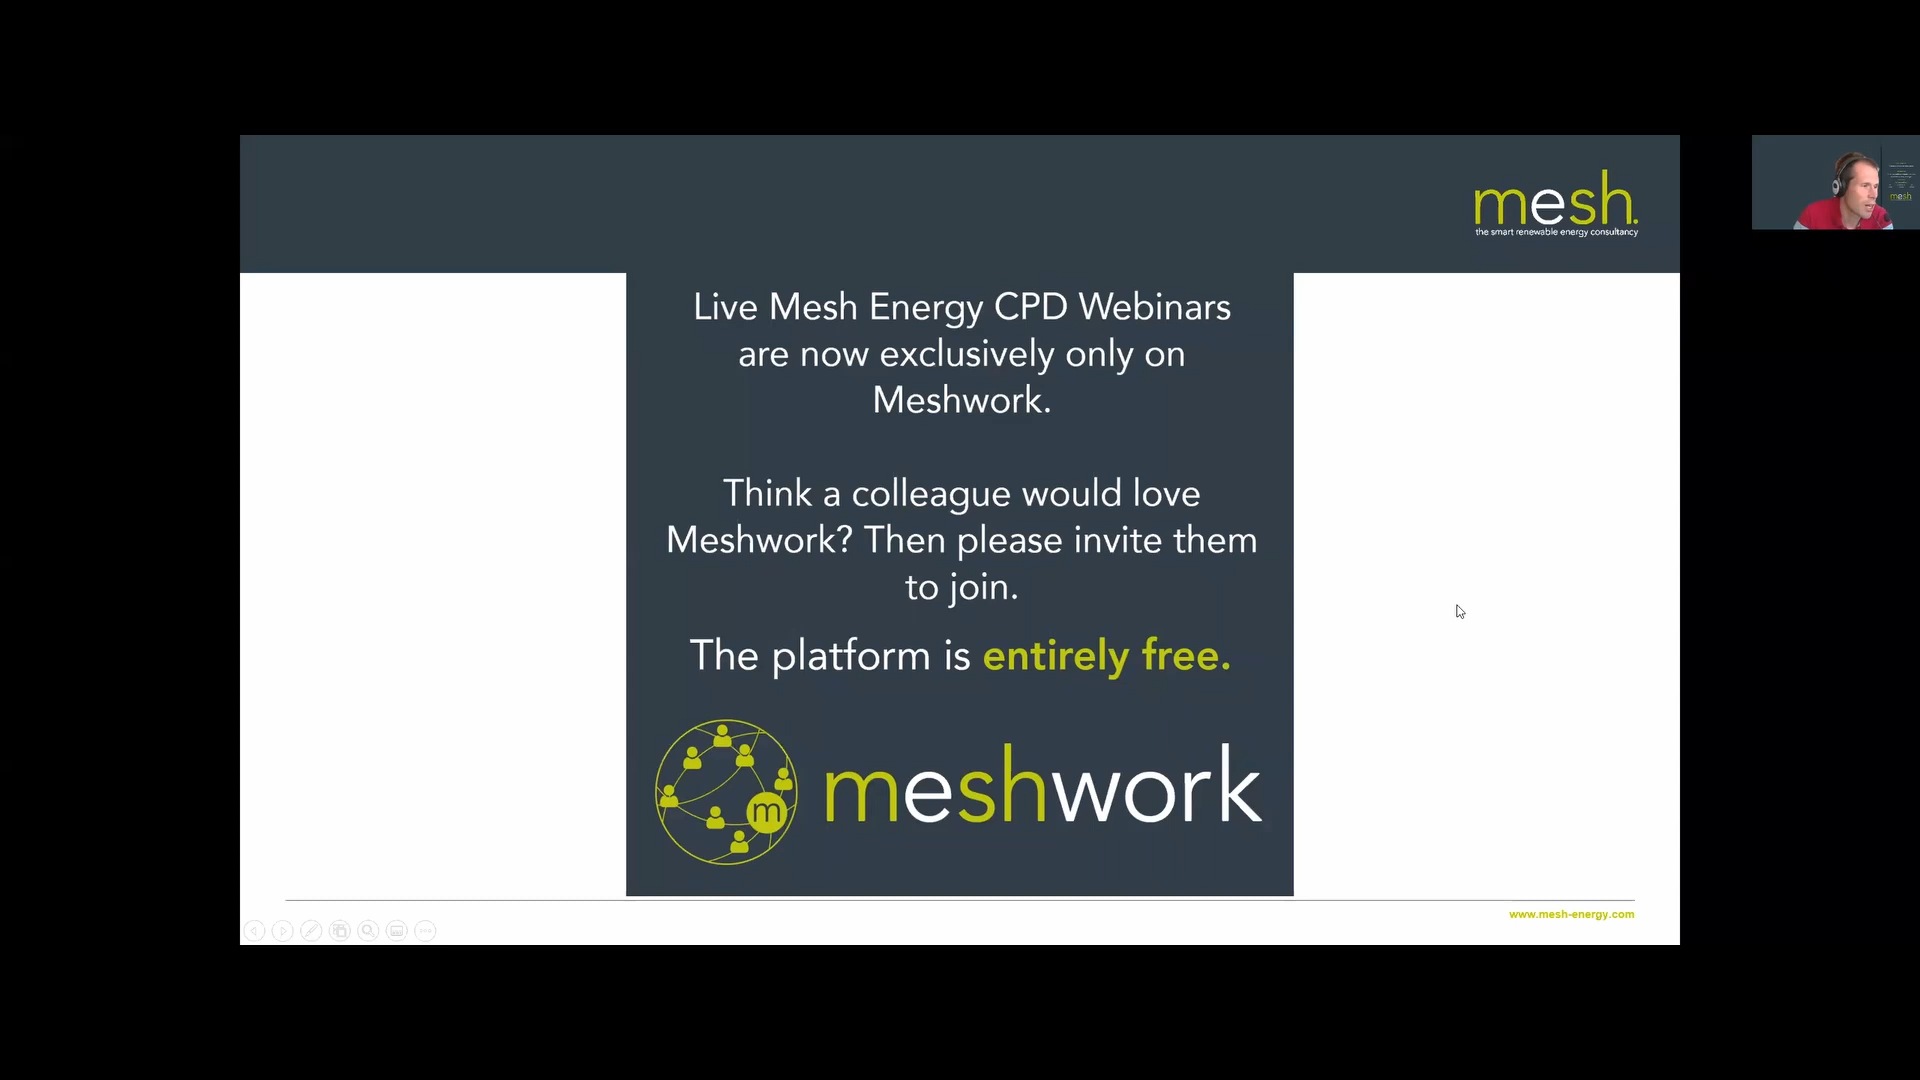 mesh.
the smart renewable energy consultancy
mesh
Live Mesh Energy CPD Webinars
are now exclusively only on
Meshwork.
Think a colleague would love
Meshwork? Then please invite them
to join.
The platform is entirely free.
m
meshwork
www.mesh-energy.com